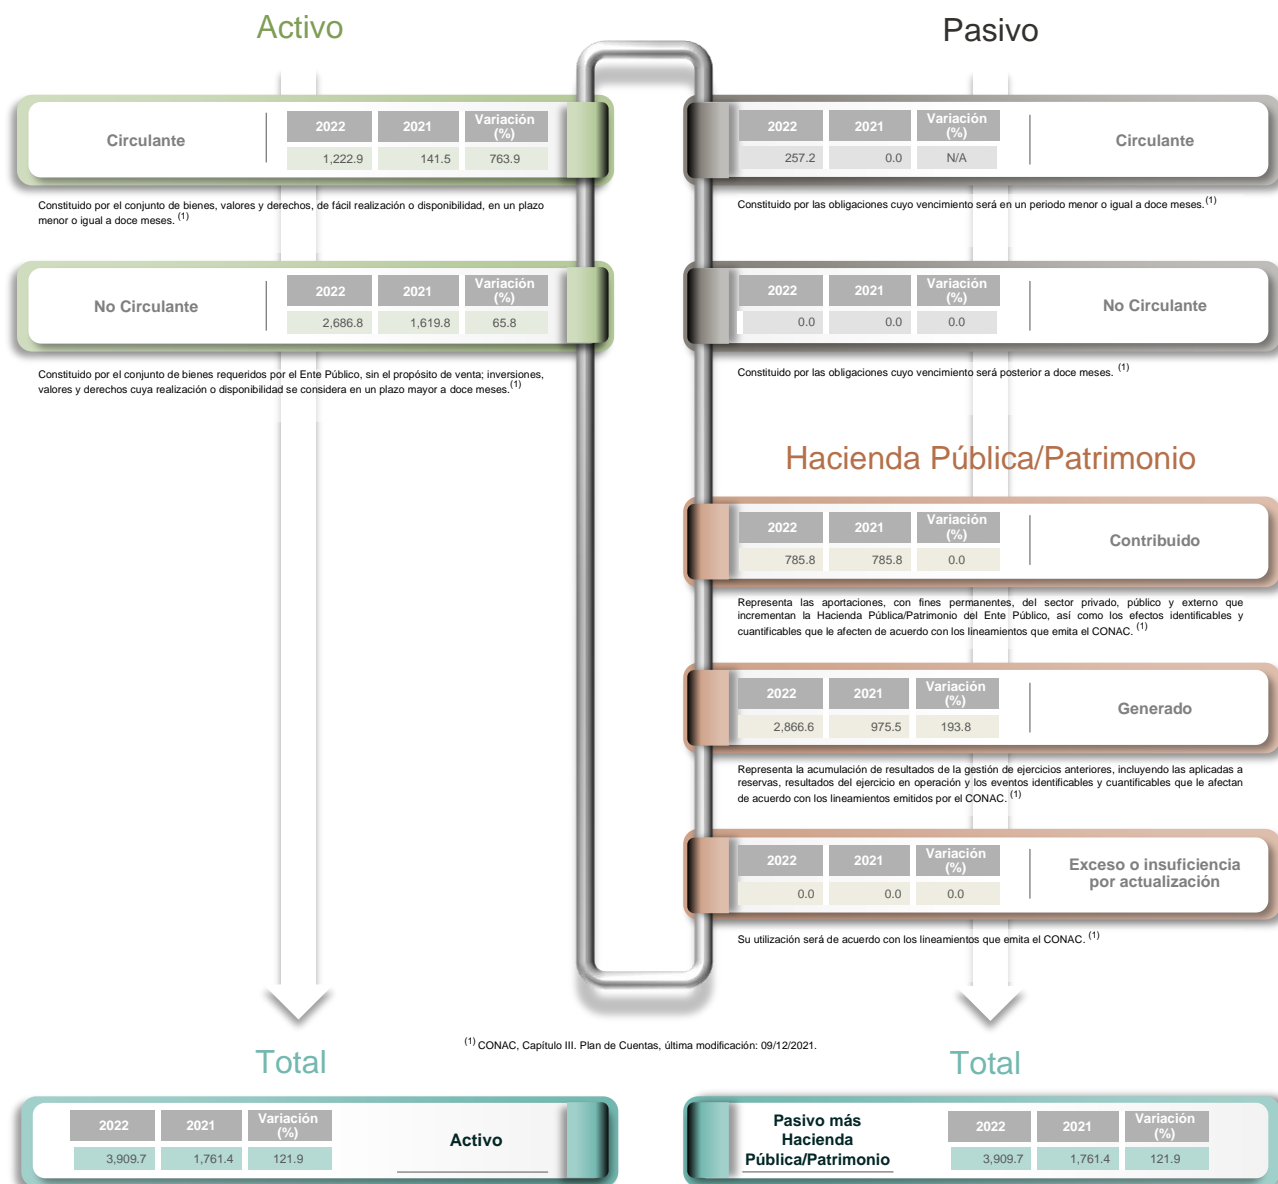 Activo
Circulante
2022 2021 Variación (%)
1,222.9 141.5 763.9
Constituido por el conjunto de bienes, valores y derechos, de fácil realización o disponibilidad, en un plazo
menor o igual a doce meses. (1)
No Circulante
2022 2021 Variación (%)
2,686.8 1,619.8 65.8
Constituido por el conjunto de bienes requeridos por el Ente Público, sin el propósito de venta; inversiones,
valores y derechos cuya realización o disponibilidad se considera en un plazo mayor a doce meses.(1)
Pasivo
2022 2021 Variación (%)
257.2 0.0 N/A
Circulante
Constituido por las obligaciones cuyo vencimiento será en un periodo menor o igual a doce meses.(1)
2022 2021 Variación (%)
0.0 0.0 0.0
No Circulante
Constituido por las obligaciones cuyo vencimiento será posterior a doce meses. (1)
Hacienda Pública/Patrimonio
2022 2021 Variación (%)
785.8 785.8 0.0
Contribuido
Representa las aportaciones, con fines permanentes, del sector privado, público y externo que
incrementan la Hacienda Pública/Patrimonio del Ente Público, así como los efectos identificables y
cuantificables que le afecten de acuerdo con los lineamientos que emita el CONAC. (1)
2022 2021 Variación (%)
2,866.6 975.5 193.8
Generado
Representa la acumulación de resultados de la gestión de ejercicios anteriores, incluyendo las aplicadas a
reservas, resultados del ejercicio en operación y los eventos identificables y cuantificables que le afectan
de acuerdo con los lineamientos emitidos por el CONAC. (1)
2022 2021 Variación (%)
0.0 0.0 0.0
Exceso o insuficiencia
por actualización
Su utilización será de acuerdo con los lineamientos que emita el CONAC. (1)
(1) CONAC, Capítulo III. Plan de Cuentas, última modificación: 09/12/2021.
Total
2022 2021 Variación (%)
3,909.7 1,761.4 121.9
Activo
Total
Pasivo más
Hacienda
Pública/Patrimonio
2022 2021 Variación (%)
3,909.7 1,761.4 121.9